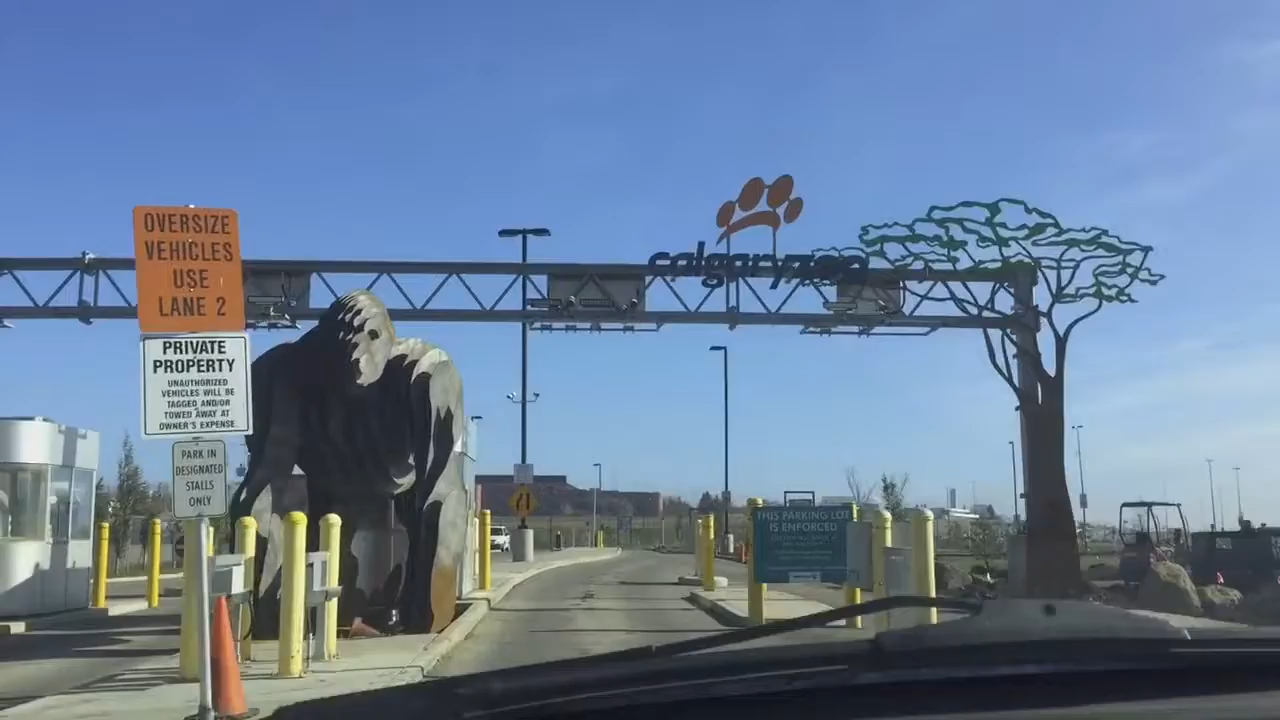 OVERSIZE
VEHICLES
USE
LANE 2
PRIVATE
PROPERTY
UNAUTHORIZED
VEHICLES WILL BE
TAGGED AND/OR
TOWED AWAY AT
OWNER'S EXPENSE
PARK IN
DESIGNATED
STALLS
ONLY
calgaryzoo
THIS PARKING LOT
IS ENFORCED